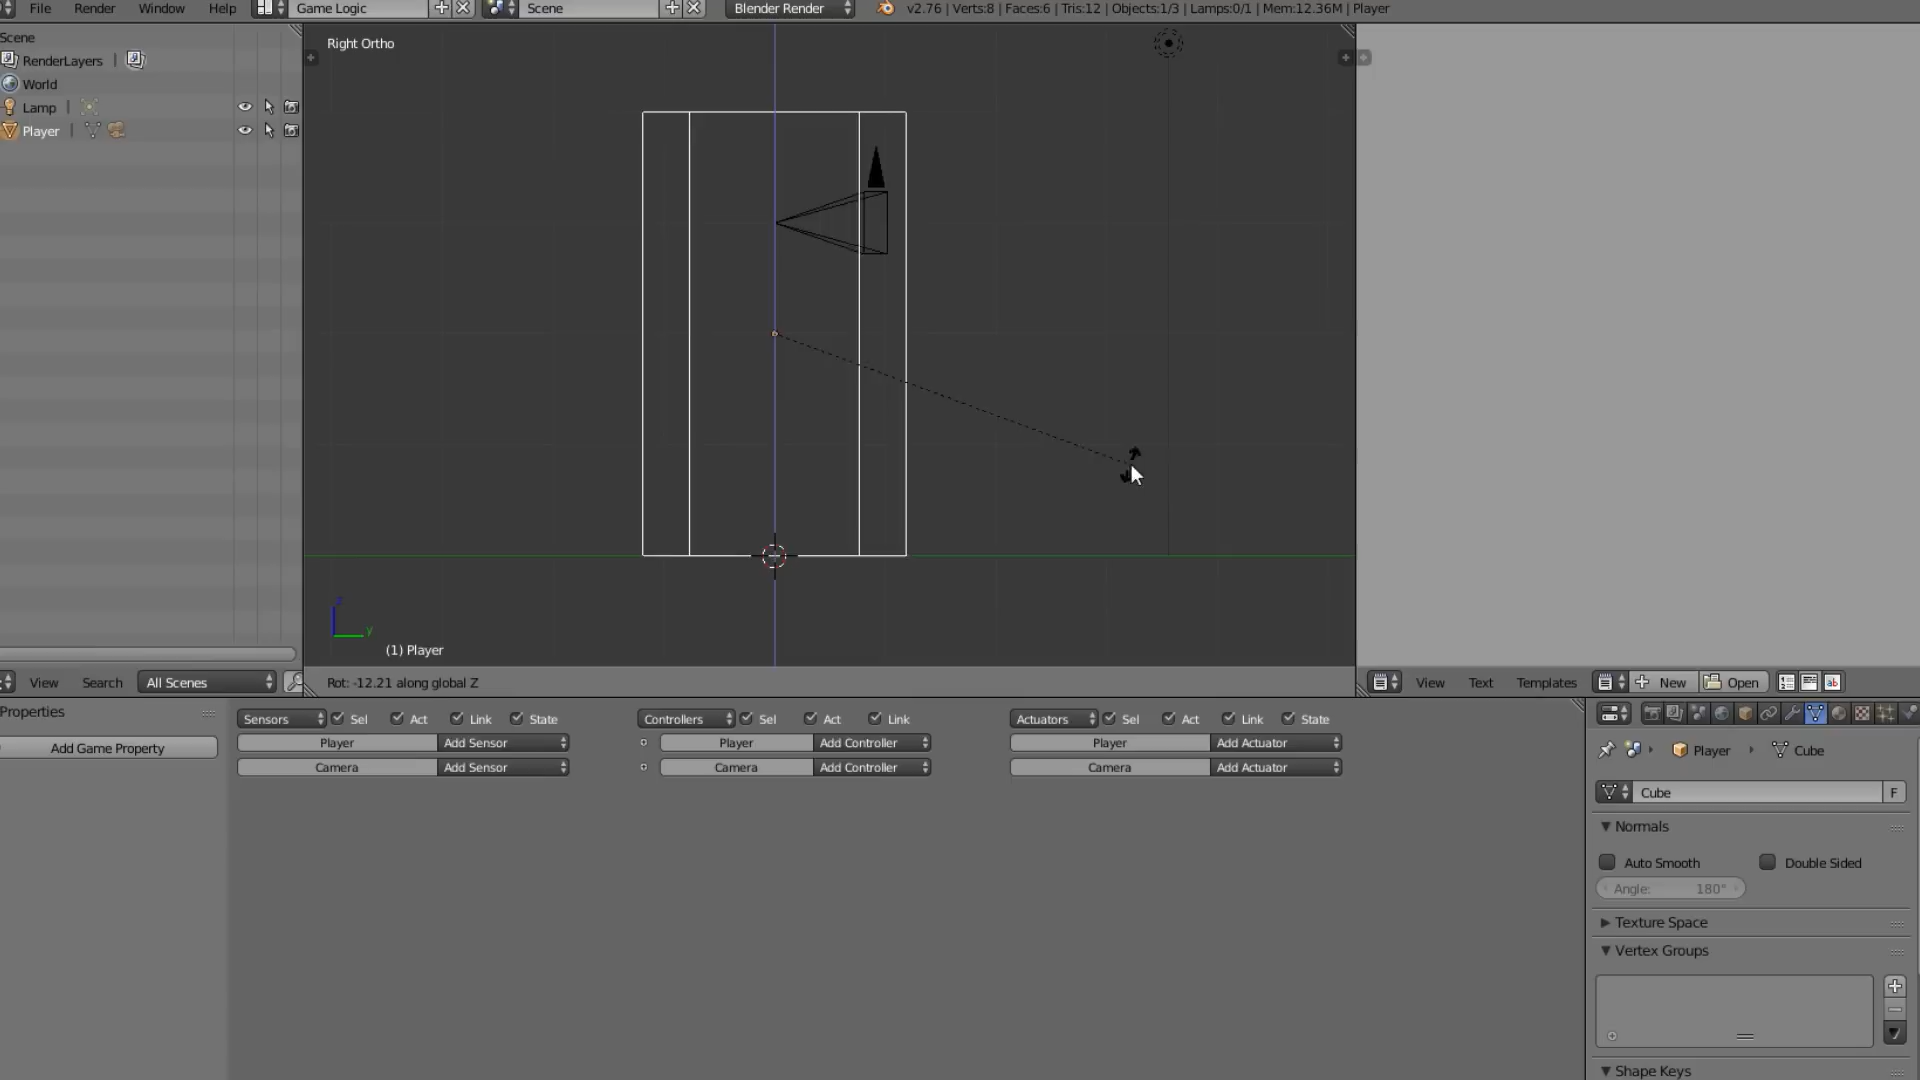 File Render Window Help Game Logic Scene Blender Render v2.76 | Verts:8 | Faces:6 | Tris:12 | Objects:1/3 | Lamps:0/1 | Mem:12.36M | Player
Scene
RenderLayers |
World
Lamp |
Player |
Right Ortho
z
y
(1) Player
View Search All Scenes
Rot: -12.21 along global Z
View Text Templates New Open
Properties
Add Game Property
Sensors Sel Act Link State
Player Add Sensor
Camera Add Sensor
Controllers Sel Act Link
Player Add Controller
Camera Add Controller
Actuators Sel Act Link State
Player Add Actuator
Camera Add Actuator
Player Cube
Cube F
Normals
Auto Smooth Double Sided
Angle: 180°
Texture Space
Vertex Groups
Shape Keys